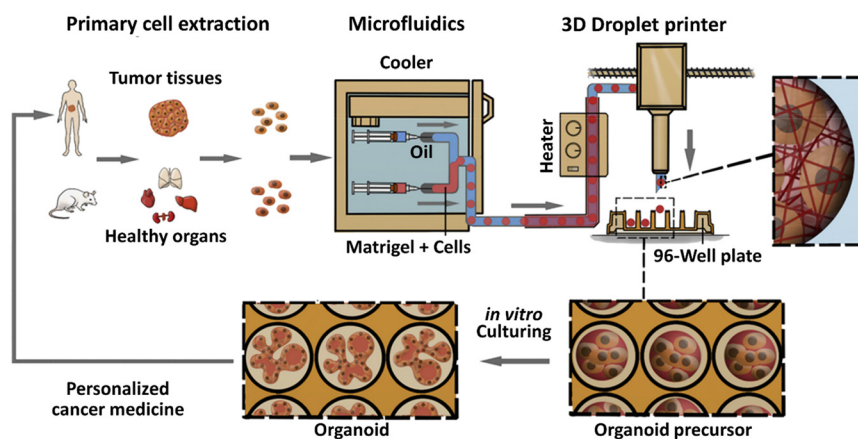 Primary cell extraction
Microfluidics
3D Droplet printer
Tumor tissues
Cooler
Oil
Heater
Healthy organs
Matrigel + Cells
96-Well plate
in vitro
Culturing
Personalized
cancer medicine
Organoid
Organoid precursor